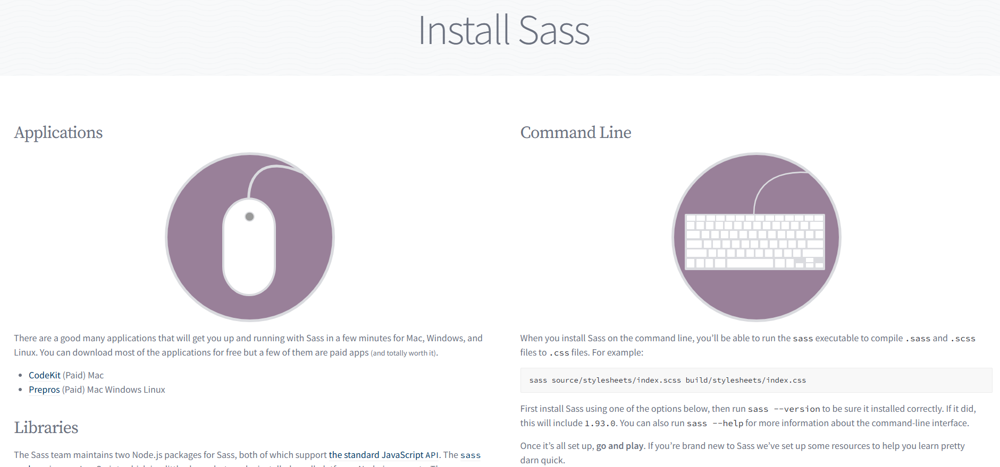 Install Sass
Applications
There are a good many applications that will get you up and running with Sass in a few minutes for Mac, Windows, and
Linux. You can download most of the applications for free but a few of them are paid apps (and totally worth it).
• CodeKit (Paid) Mac
• Prepros (Paid) Mac Windows Linux
Libraries
The Sass team maintains two Node.js packages for Sass, both of which support the standard JavaScript API. The sass
Command Line
When you install Sass on the command line, you’ll be able to run the sass executable to compile .sass and .scss
files to .css files. For example:
sass source/stylesheets/index.scss build/stylesheets/index.css
First install Sass using one of the options below, then run sass --version to be sure it installed correctly. If it did,
this will include 1.93.0. You can also run sass --help for more information about the command-line interface.
Once it’s all set up, go and play. If you’re brand new to Sass we’ve set up some resources to help you learn pretty
darn quick.